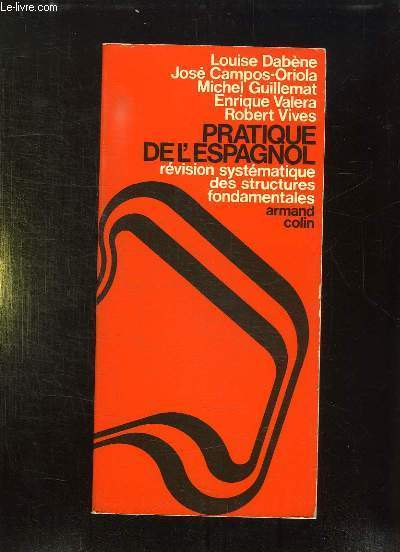 Le-livre.com
Louise Dabène
José Campos-Oriola
Michel Guillemat
Enrique Valera
Robert Vives
PRATIQUE
DE L'ESPAGNOL
révision systématique
des structures
fondamentales
armand
colin